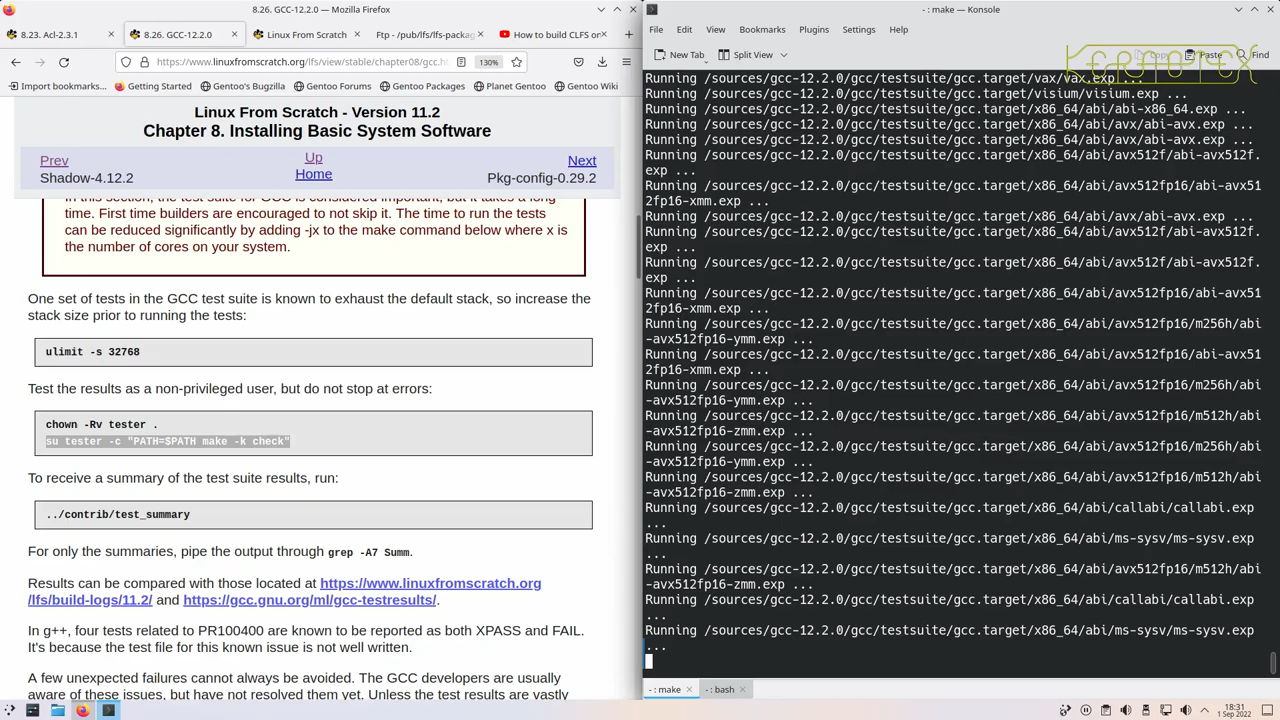 8.26. GCC-12.2.0 — Mozilla Firefox
8.23. Acl-2.3.1
8.26. GCC-12.2.0
Linux From Scratch
Ftp - /pub/lfs/lfs-packag
How to build CLFS on
https://www.linuxfromscratch.org/lfs/view/stable/chapter08/gcc.h
130%
Import bookmarks...
Getting Started
Gentoo's Bugzilla
Gentoo Forums
Gentoo Packages
Planet Gentoo
Gentoo Wiki
Linux From Scratch - Version 11.2
Chapter 8. Installing Basic System Software
Prev
Up
Next
Shadow-4.12.2
Home
Pkg-config-0.29.2
In this section, the test suite for GCC is considered important, but it takes a long
time. First time builders are encouraged to not skip it. The time to run the tests
can be reduced significantly by adding -jx to the make command below where x is
the number of cores on your system.
One set of tests in the GCC test suite is known to exhaust the default stack, so increase the
stack size prior to running the tests:
ulimit -s 32768
Test the results as a non-privileged user, but do not stop at errors:
chown -Rv tester .
su tester -c "PATH=$PATH make -k check"
To receive a summary of the test suite results, run:
../contrib/test_summary
For only the summaries, pipe the output through grep -A7 Summ.
Results can be compared with those located at https://www.linuxfromscratch.org
/lfs/build-logs/11.2/ and https://gcc.gnu.org/ml/gcc-testresults/.
In g++, four tests related to PR100400 are known to be reported as both XPASS and FAIL.
It's because the test file for this known issue is not well written.
A few unexpected failures cannot always be avoided. The GCC developers are usually
aware of these issues, but have not resolved them yet. Unless the test results are vastly
- : make — Konsole
File Edit View Bookmarks Plugins Settings Help
New Tab
Split View
Copy
Paste
Find
Running /sources/gcc-12.2.0/gcc/testsuite/gcc.target/vax/vax.exp ...
Running /sources/gcc-12.2.0/gcc/testsuite/gcc.target/visium/visium.exp ...
Running /sources/gcc-12.2.0/gcc/testsuite/gcc.target/x86_64/abi/abi-x86_64.exp ...
Running /sources/gcc-12.2.0/gcc/testsuite/gcc.target/x86_64/abi/avx/abi-avx.exp ...
Running /sources/gcc-12.2.0/gcc/testsuite/gcc.target/x86_64/abi/avx/abi-avx.exp ...
Running /sources/gcc-12.2.0/gcc/testsuite/gcc.target/x86_64/abi/avx512f/abi-avx512f.
exp ...
Running /sources/gcc-12.2.0/gcc/testsuite/gcc.target/x86_64/abi/avx512fp16/abi-avx51
2fp16-xmm.exp ...
Running /sources/gcc-12.2.0/gcc/testsuite/gcc.target/x86_64/abi/avx/abi-avx.exp ...
Running /sources/gcc-12.2.0/gcc/testsuite/gcc.target/x86_64/abi/avx512f/abi-avx512f.
exp ...
Running /sources/gcc-12.2.0/gcc/testsuite/gcc.target/x86_64/abi/avx512f/abi-avx512f.
exp ...
Running /sources/gcc-12.2.0/gcc/testsuite/gcc.target/x86_64/abi/avx512fp16/abi-avx51
2fp16-xmm.exp ...
Running /sources/gcc-12.2.0/gcc/testsuite/gcc.target/x86_64/abi/avx512fp16/m256h/abi
-avx512fp16-ymm.exp ...
Running /sources/gcc-12.2.0/gcc/testsuite/gcc.target/x86_64/abi/avx512fp16/abi-avx51
2fp16-xmm.exp ...
Running /sources/gcc-12.2.0/gcc/testsuite/gcc.target/x86_64/abi/avx512fp16/m256h/abi
-avx512fp16-ymm.exp ...
Running /sources/gcc-12.2.0/gcc/testsuite/gcc.target/x86_64/abi/avx512fp16/m512h/abi
-avx512fp16-zmm.exp ...
Running /sources/gcc-12.2.0/gcc/testsuite/gcc.target/x86_64/abi/avx512fp16/m256h/abi
-avx512fp16-ymm.exp ...
Running /sources/gcc-12.2.0/gcc/testsuite/gcc.target/x86_64/abi/avx512fp16/m512h/abi
-avx512fp16-zmm.exp ...
Running /sources/gcc-12.2.0/gcc/testsuite/gcc.target/x86_64/abi/callabi/callabi.exp
...
Running /sources/gcc-12.2.0/gcc/testsuite/gcc.target/x86_64/abi/ms-sysv/ms-sysv.exp
...
Running /sources/gcc-12.2.0/gcc/testsuite/gcc.target/x86_64/abi/avx512fp16/m512h/abi
-avx512fp16-zmm.exp ...
Running /sources/gcc-12.2.0/gcc/testsuite/gcc.target/x86_64/abi/callabi/callabi.exp
...
Running /sources/gcc-12.2.0/gcc/testsuite/gcc.target/x86_64/abi/ms-sysv/ms-sysv.exp
...
- : make
- : bash
18:31
1 Sep 2022